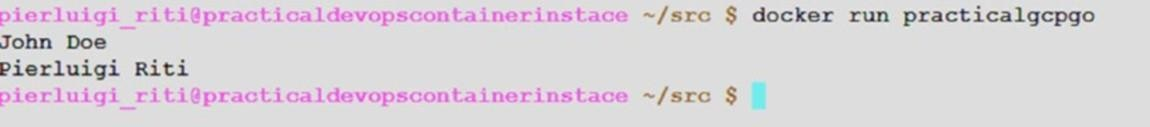 pierluigi_riti@practicaldevopscontainerinstace ~/src $ docker run practicalgcpgo
John Doe
Pierluigi Riti
pierluigi_riti@practicaldevopscontainerinstace ~/src $